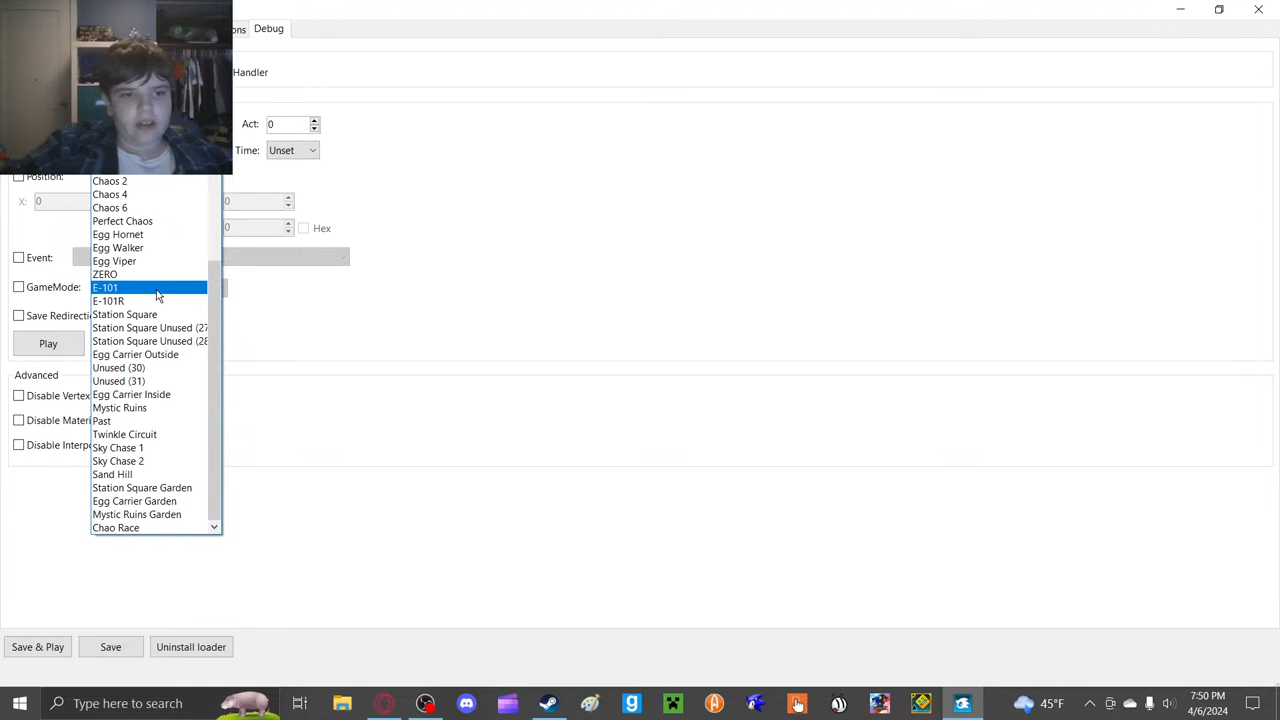 ons Debug
Handler
Act: 0
Time: Unset
Position:
X: 0 0
0 Hex
Event:
GameMode:
Save Redirecti
Play
Chaos 2
Chaos 4
Chaos 6
Perfect Chaos
Egg Hornet
Egg Walker
Egg Viper
ZERO
E-101
E-101R
Station Square
Station Square Unused (27
Station Square Unused (28
Egg Carrier Outside
Unused (30)
Unused (31)
Egg Carrier Inside
Mystic Ruins
Past
Twinkle Circuit
Sky Chase 1
Sky Chase 2
Sand Hill
Station Square Garden
Egg Carrier Garden
Mystic Ruins Garden
Chao Race
Advanced
Disable Vertex
Disable Materi
Disable Interp
Save & Play Save Uninstall loader
Type here to search
45°F
7:50 PM
4/6/2024